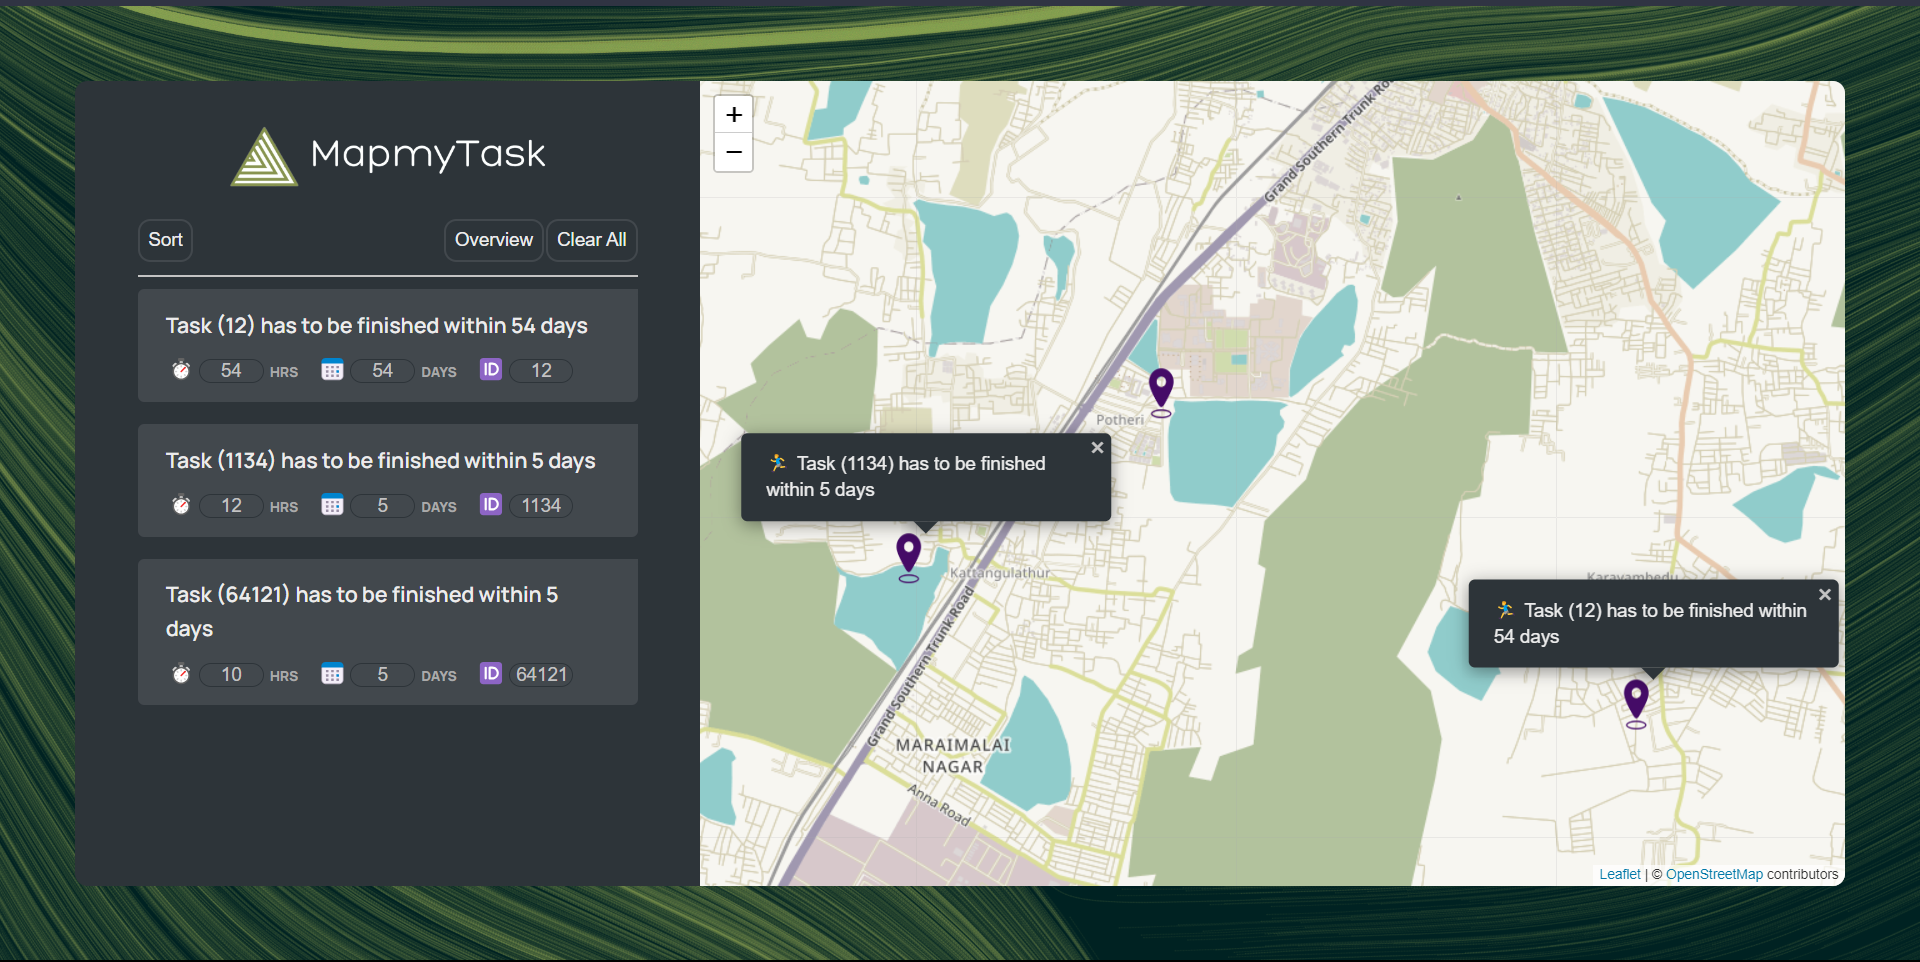 MapmyTask
Sort
Overview
Clear All
Task (12) has to be finished within 54 days
54 HRS 54 DAYS ID 12
Task (1134) has to be finished within 5 days
12 HRS 5 DAYS ID 1134
Task (64121) has to be finished within 5
days
10 HRS 5 DAYS ID 64121
+
−
Grand Southern Trunk Ro
Potheri
Task (1134) has to be finished
within 5 days
×
Kattangulathur
Grand Southern Trunk Road
Karayambedu
Task (12) has to be finished within
54 days
×
MARAIMALAI
NAGAR
Anna Road
Leaflet | © OpenStreetMap contributors